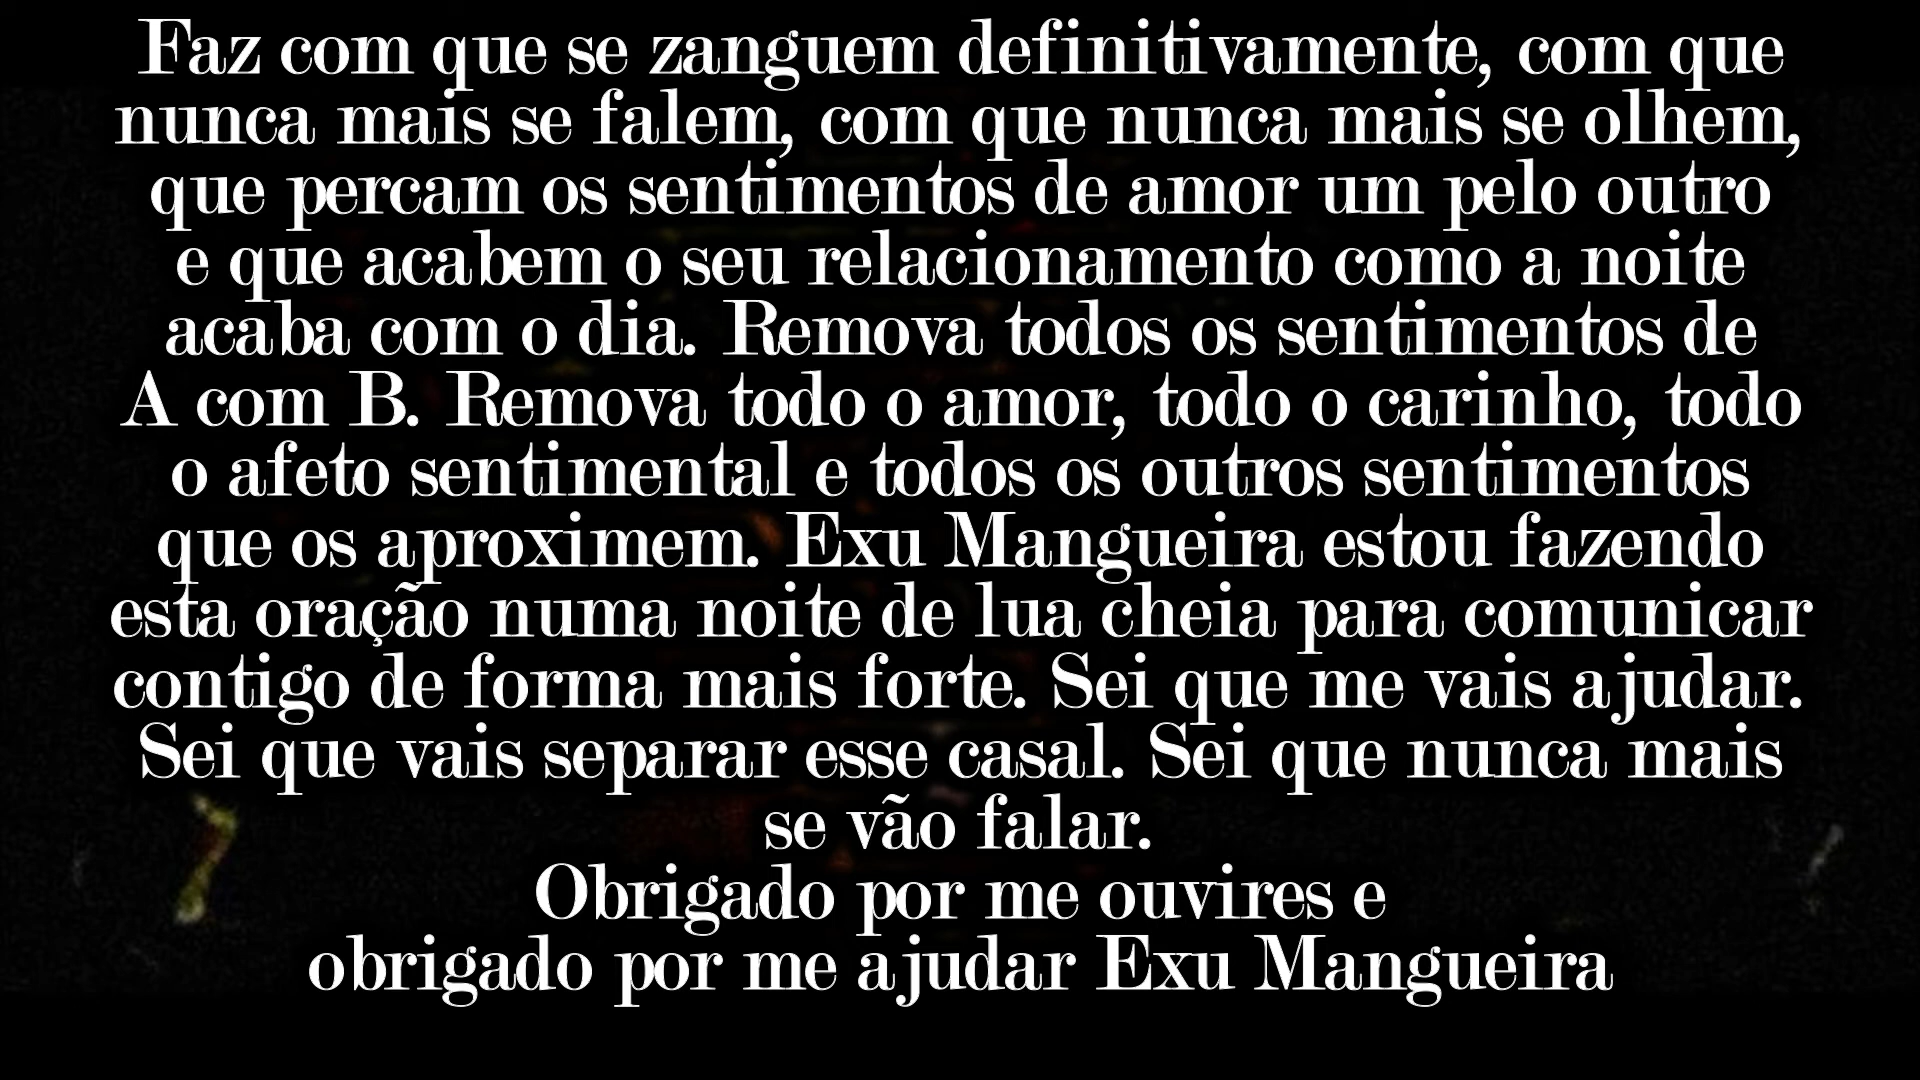 Faz com que se zanguem definitivamente, com que
nunca mais se falem, com que nunca mais se olhem,
que percam os sentimentos de amor um pelo outro
e que acabem o seu relacionamento como a noite
acaba com o dia. Remova todos os sentimentos de
A com B. Remova todo o amor, todo o carinho, todo
o afeto sentimental e todos os outros sentimentos
que os aproximem. Exu Mangueira estou fazendo
esta oração numa noite de lua cheia para comunicar
contigo de forma mais forte. Sei que me vais ajudar.
Sei que vais separar esse casal. Sei que nunca mais
se vão falar.
Obrigado por me ouvires e
obrigado por me ajudar Exu Mangueira